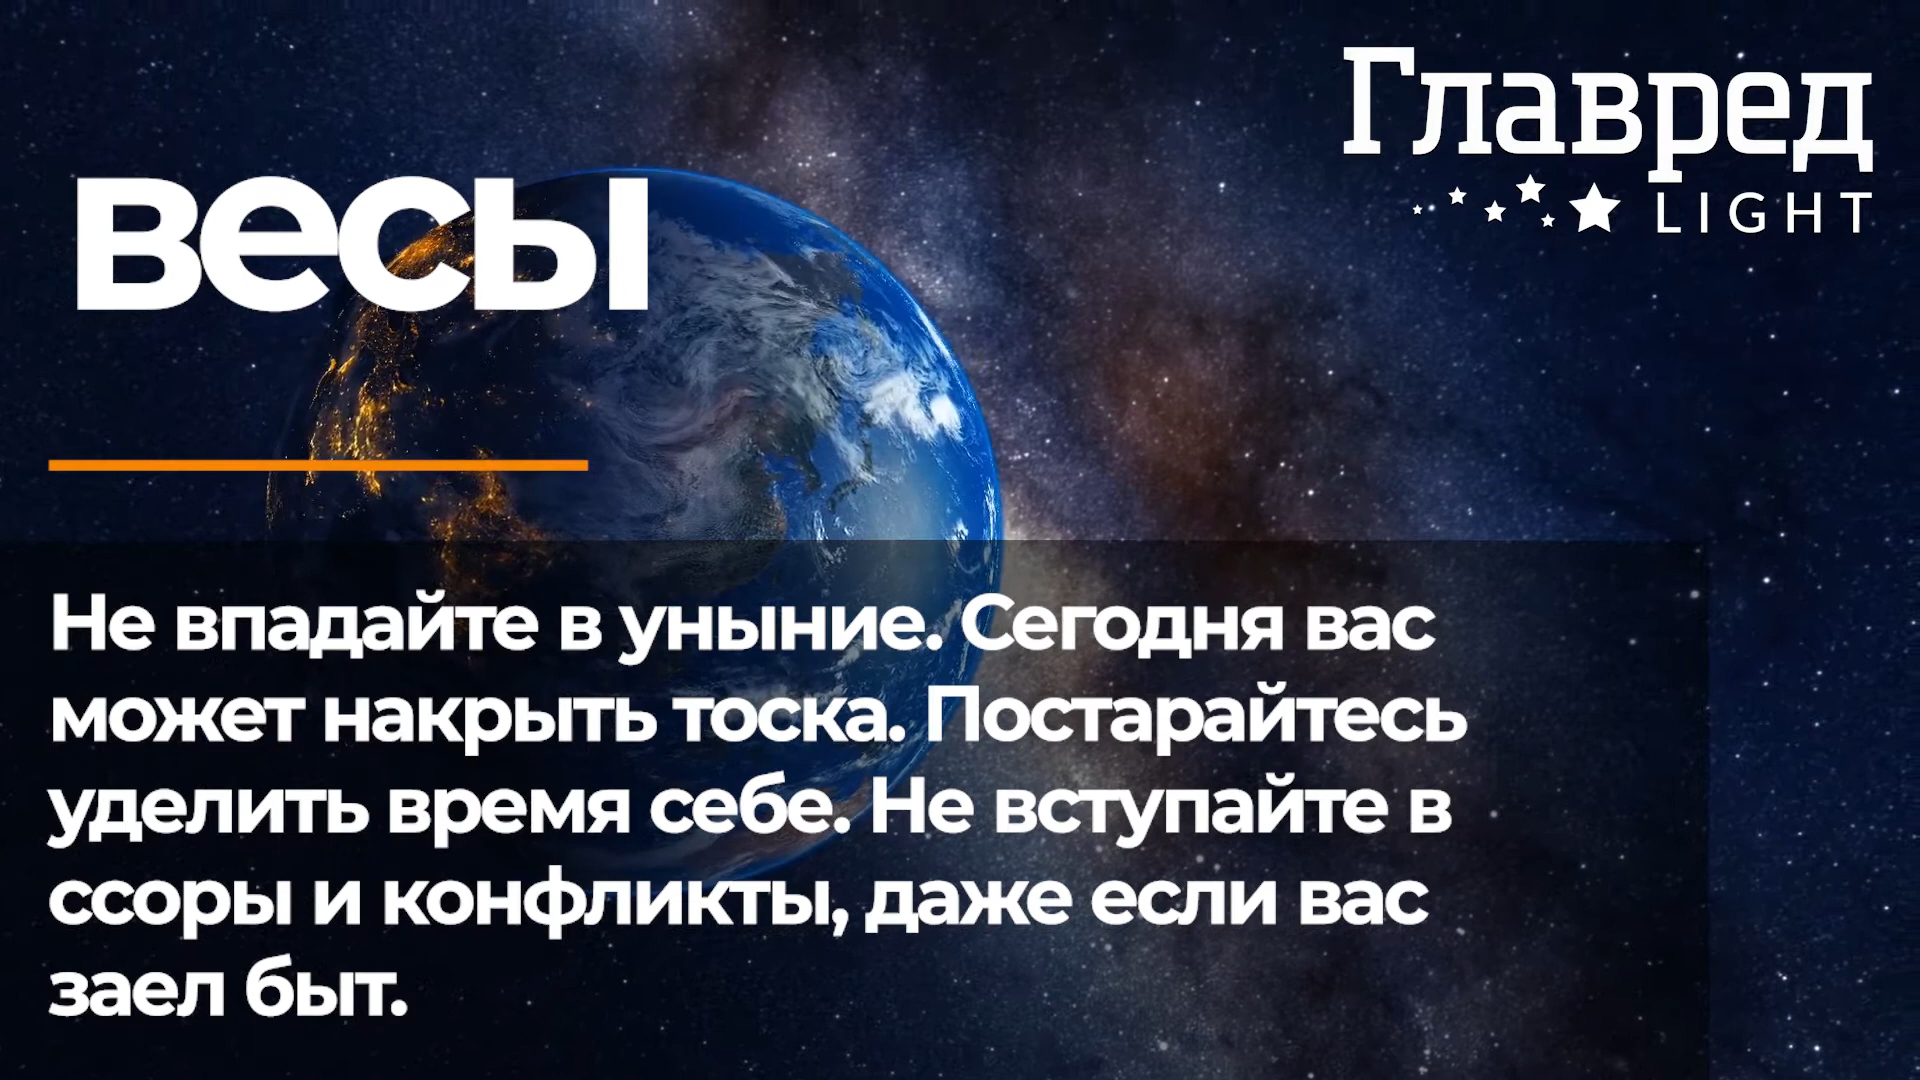 Главред
LIGHT
весы
Не впадайте в уныние. Сегодня вас
может накрыть тоска. Постарайтесь
уделить время себе. Не вступайте в
ссоры и конфликты, даже если вас
заел быт.